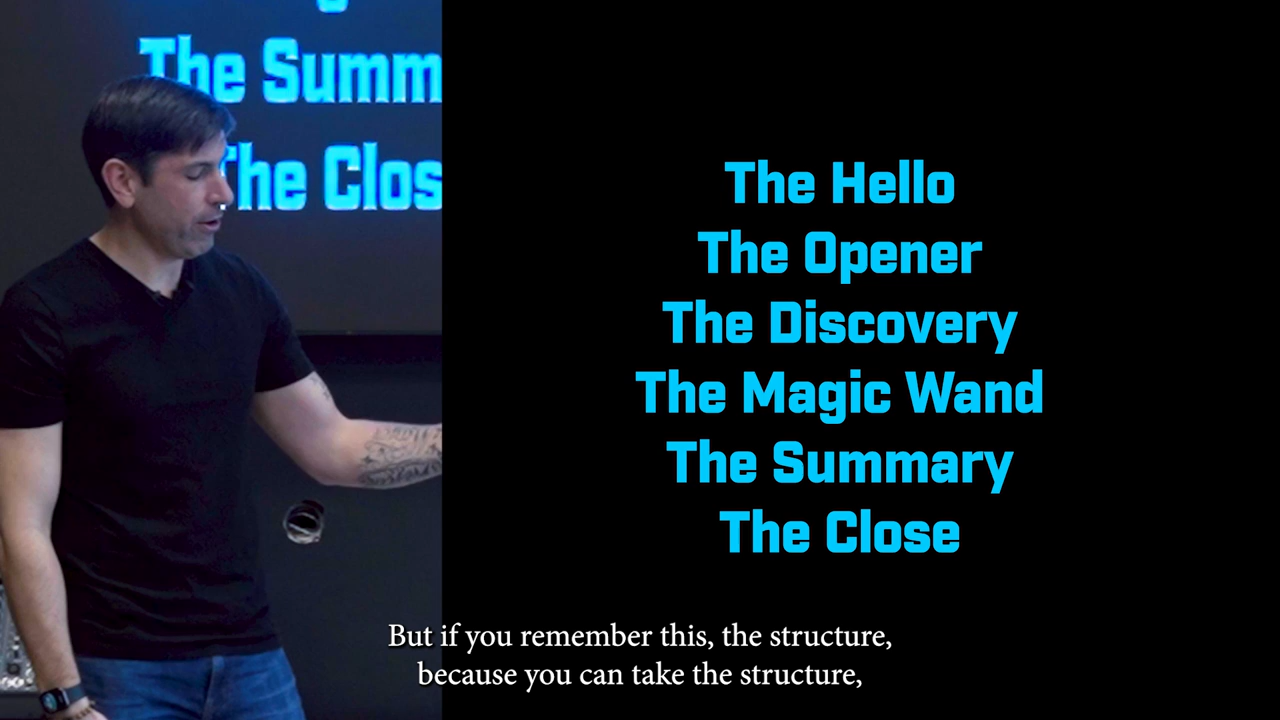 The Summ
The Clos
The Hello
The Opener
The Discovery
The Magic Wand
The Summary
The Close
But if you remember this, the structure,
because you can take the structure,